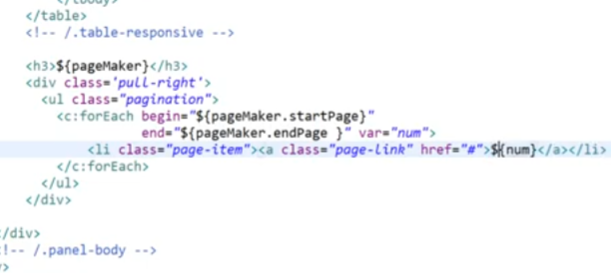 </table>
<!-- /.table-responsive -->
<h3>${pageMaker}</h3>
<div class='pull-right'>
<ul class="pagination">
<c:forEach begin="${pageMaker.startPage}"
end="${pageMaker.endPage }" var="num">
<li class="page-item"><a class="page-link" href="#">${num}</a></li>
</c:forEach>
</ul>
</div>
/div>
!-- /.panel-body -->